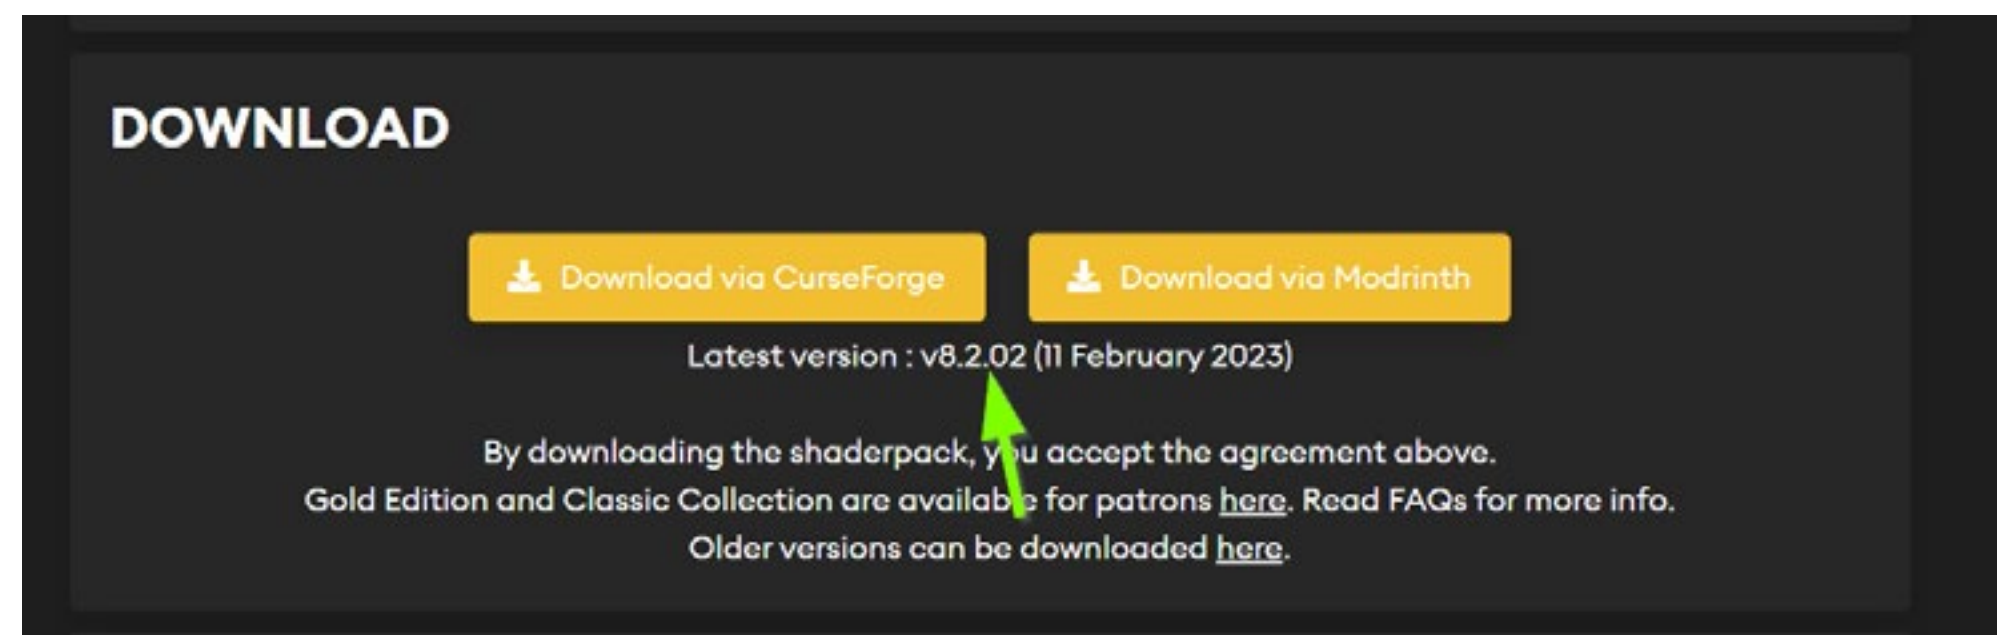 DOWNLOAD
Download via CurseForge
Download via Modrinth
Latest version : v8.2.02 (11 February 2023)
By downloading the shaderpack, you accept the agreement above.
Gold Edition and Classic Collection are available for patrons here. Read FAQs for more info.
Older versions can be downloaded here.